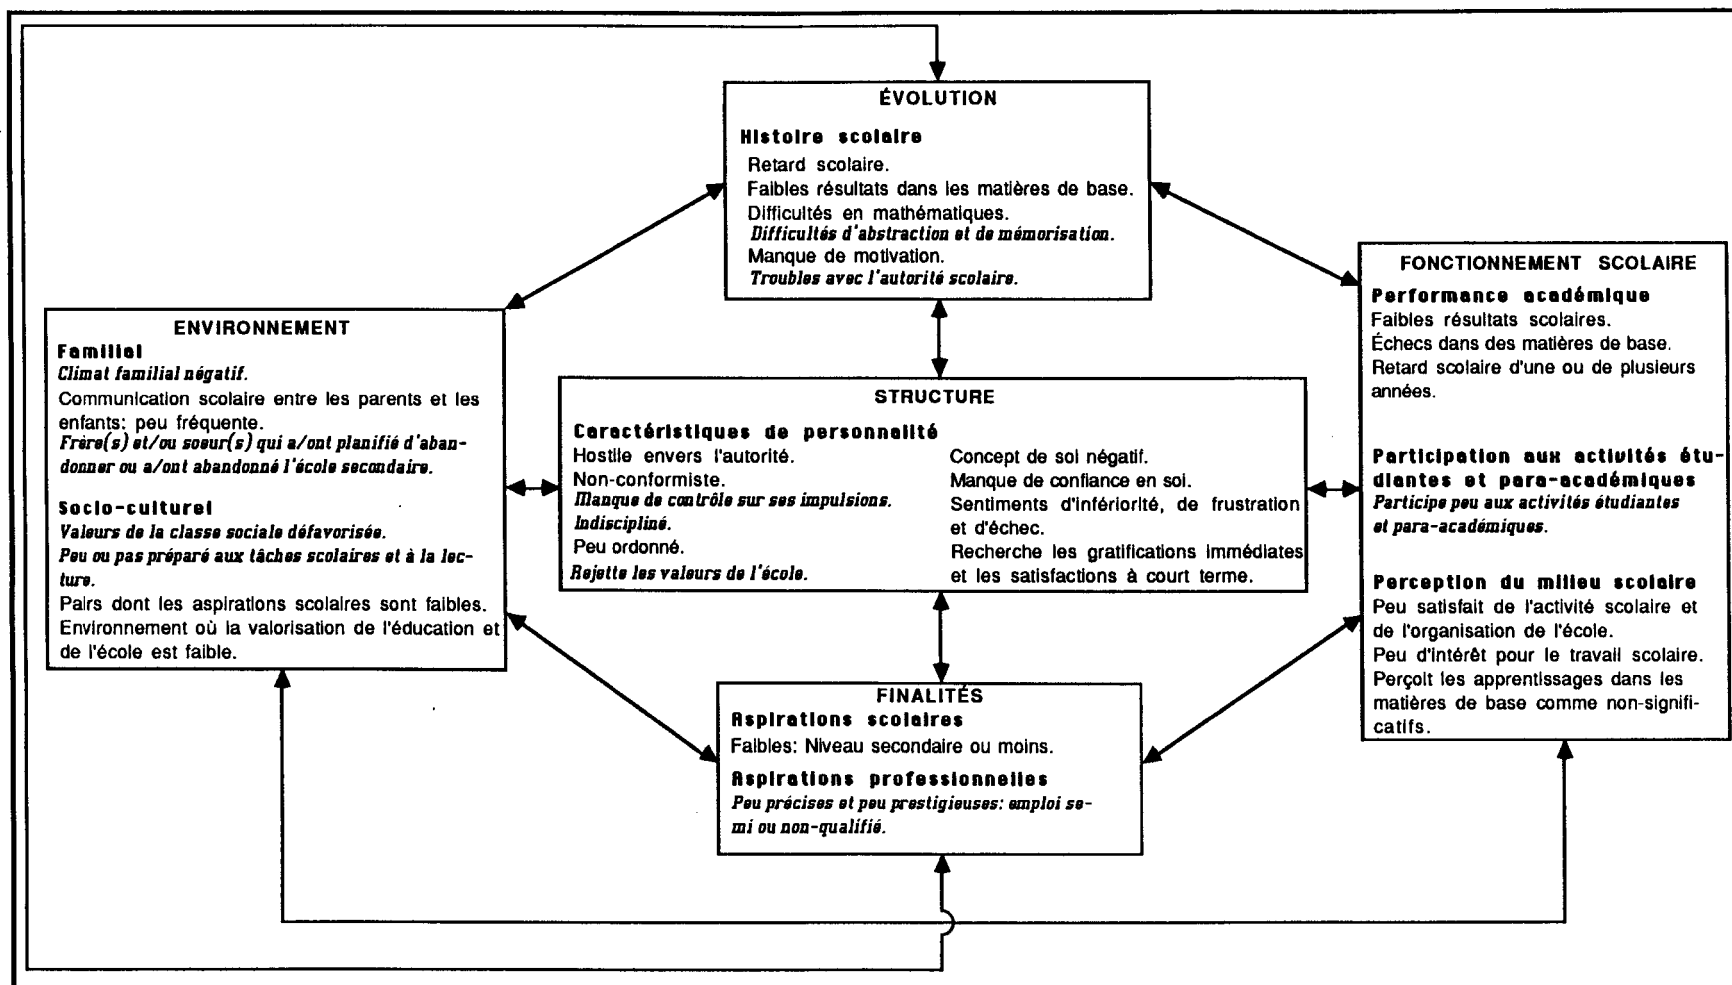 ÉVOLUTION
Histoire scolaire
Retard scolaire.
Faibles résultats dans les matières de base.
Difficultés en mathématiques.
Difficultés d'abstraction et de mémorisation.
Manque de motivation.
Troubles avec l'autorité scolaire.
ENVIRONNEMENT
Familial
Climat familial négatif.
Communication scolaire entre les parents et les
enfants: peu fréquente.
Frère(s) et/ou soeur(s) qui a/ont planifié d'aban-
donner ou a/ont abandonné l'école secondaire.
Socio-culturel
Valeurs de la classe sociale défavorisée.
Peu ou pas préparé aux tâches scolaires et à la lec-
ture.
Pairs dont les aspirations scolaires sont faibles.
Environnement où la valorisation de l'éducation et
de l'école est faible.
STRUCTURE
Caractéristiques de personnalité
Hostile envers l'autorité.
Non-conformiste.
Manque de contrôle sur ses impulsions.
Indiscipliné.
Peu ordonné.
Rejette les valeurs de l'école.
Concept de soi négatif.
Manque de confiance en soi.
Sentiments d'infériorité, de frustration
et d'échec.
Recherche les gratifications immédiates
et les satisfactions à court terme.
FONCTIONNEMENT SCOLAIRE
Performance académique
Faibles résultats scolaires.
Échecs dans des matières de base.
Retard scolaire d'une ou de plusieurs
années.
Participation aux activités étu-
diantes et para-académiques
Participe peu aux activités étudiantes
et para-académiques.
Perception du milieu scolaire
Peu satisfait de l'activité scolaire et
de l'organisation de l'école.
Peu d'intérêt pour le travail scolaire.
Perçoit les apprentissages dans les
matières de base comme non-signifi-
catifs.
FINALITÉS
Aspirations scolaires
Faibles: Niveau secondaire ou moins.
Aspirations professionnelles
Peu précises et peu prestigieuses: emploi se-
mi ou non-qualifié.